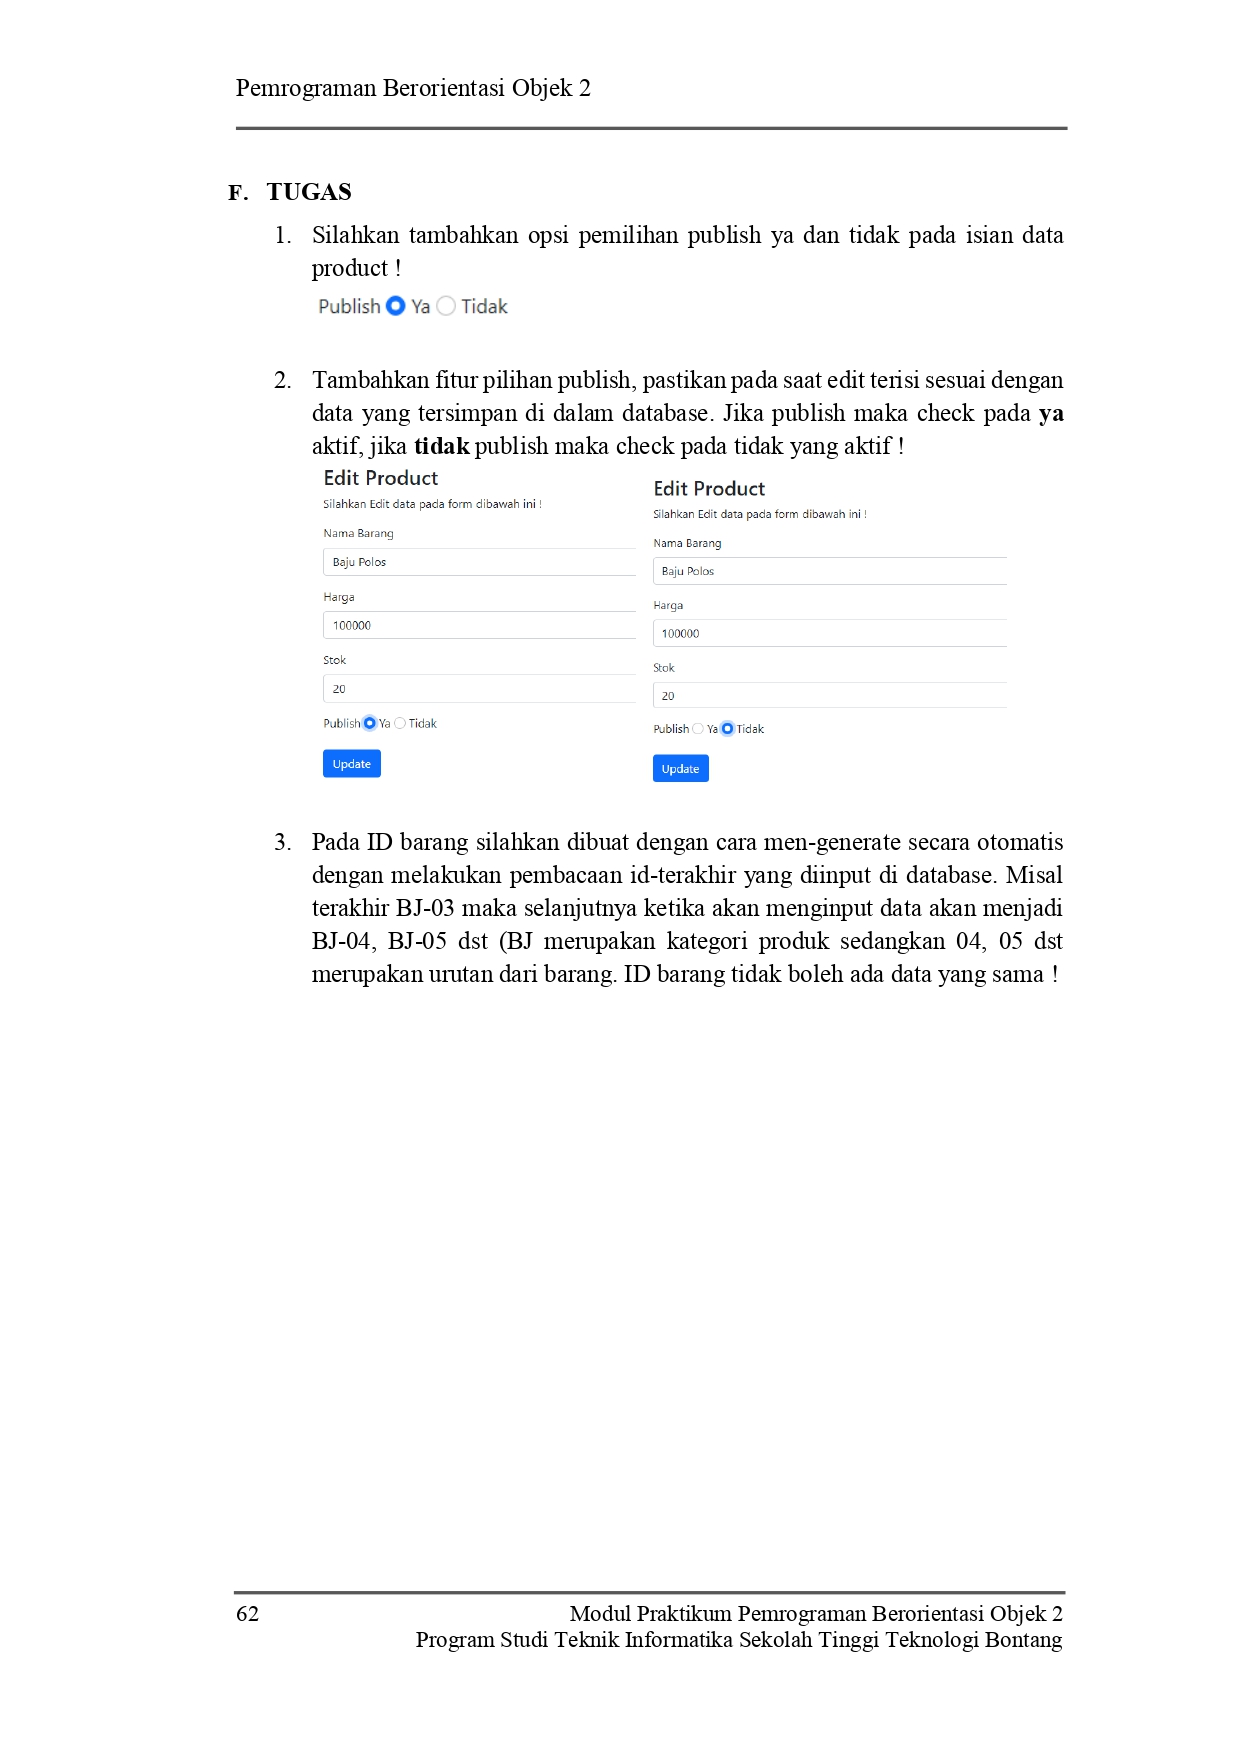 Pemrograman Berorientasi Objek 2
F. TUGAS
1. Silahkan tambahkan opsi pemilihan publish ya dan tidak pada isian data
product !
Publish Ya Tidak
2. Tambahkan fitur pilihan publish, pastikan pada saat edit terisi sesuai dengan
data yang tersimpan di dalam database. Jika publish maka check pada ya
aktif, jika tidak publish maka check pada tidak yang aktif !
Edit Product
Silahkan Edit data pada form dibawah ini !
Nama Barang
Baju Polos
Harga
100000
Stok
20
Publish Ya Tidak
Update
Edit Product
Silahkan Edit data pada form dibawah ini !
Nama Barang
Baju Polos
Harga
100000
Stok
20
Publish Ya Tidak
Update
3. Pada ID barang silahkan dibuat dengan cara men-generate secara otomatis
dengan melakukan pembacaan id-terakhir yang diinput di database. Misal
terakhir BJ-03 maka selanjutnya ketika akan menginput data akan menjadi
BJ-04, BJ-05 dst (BJ merupakan kategori produk sedangkan 04, 05 dst
merupakan urutan dari barang. ID barang tidak boleh ada data yang sama !
62 Modul Praktikum Pemrograman Berorientasi Objek 2
Program Studi Teknik Informatika Sekolah Tinggi Teknologi Bontang